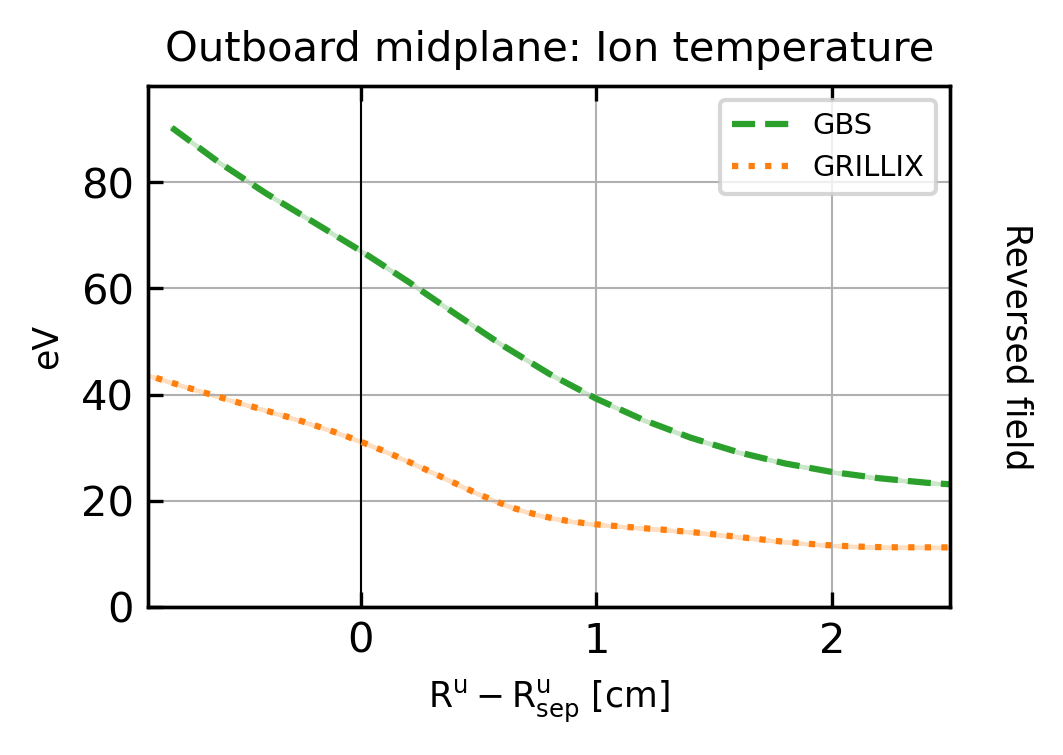 Outboard midplane: Ion temperature
GBS
GRILLIX
80
60
40
20
0
eV
0 1 2
R^u − R^u_sep [cm]
Reversed field